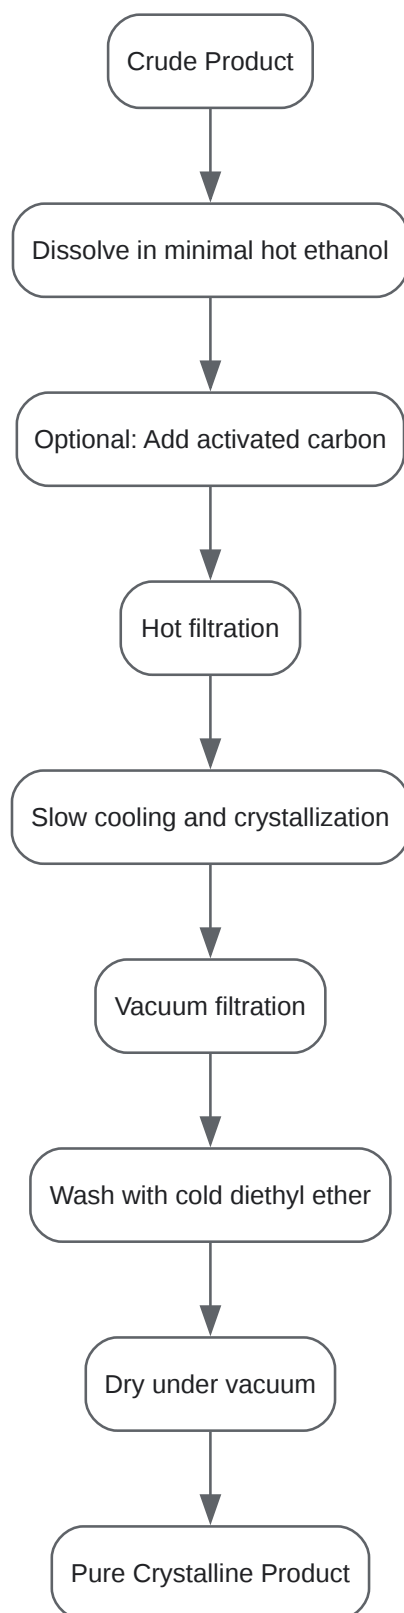 Crude Product
Dissolve in minimal hot ethanol
Optional: Add activated carbon
Hot filtration
Slow cooling and crystallization
Vacuum filtration
Wash with cold diethyl ether
Dry under vacuum
Pure Crystalline Product